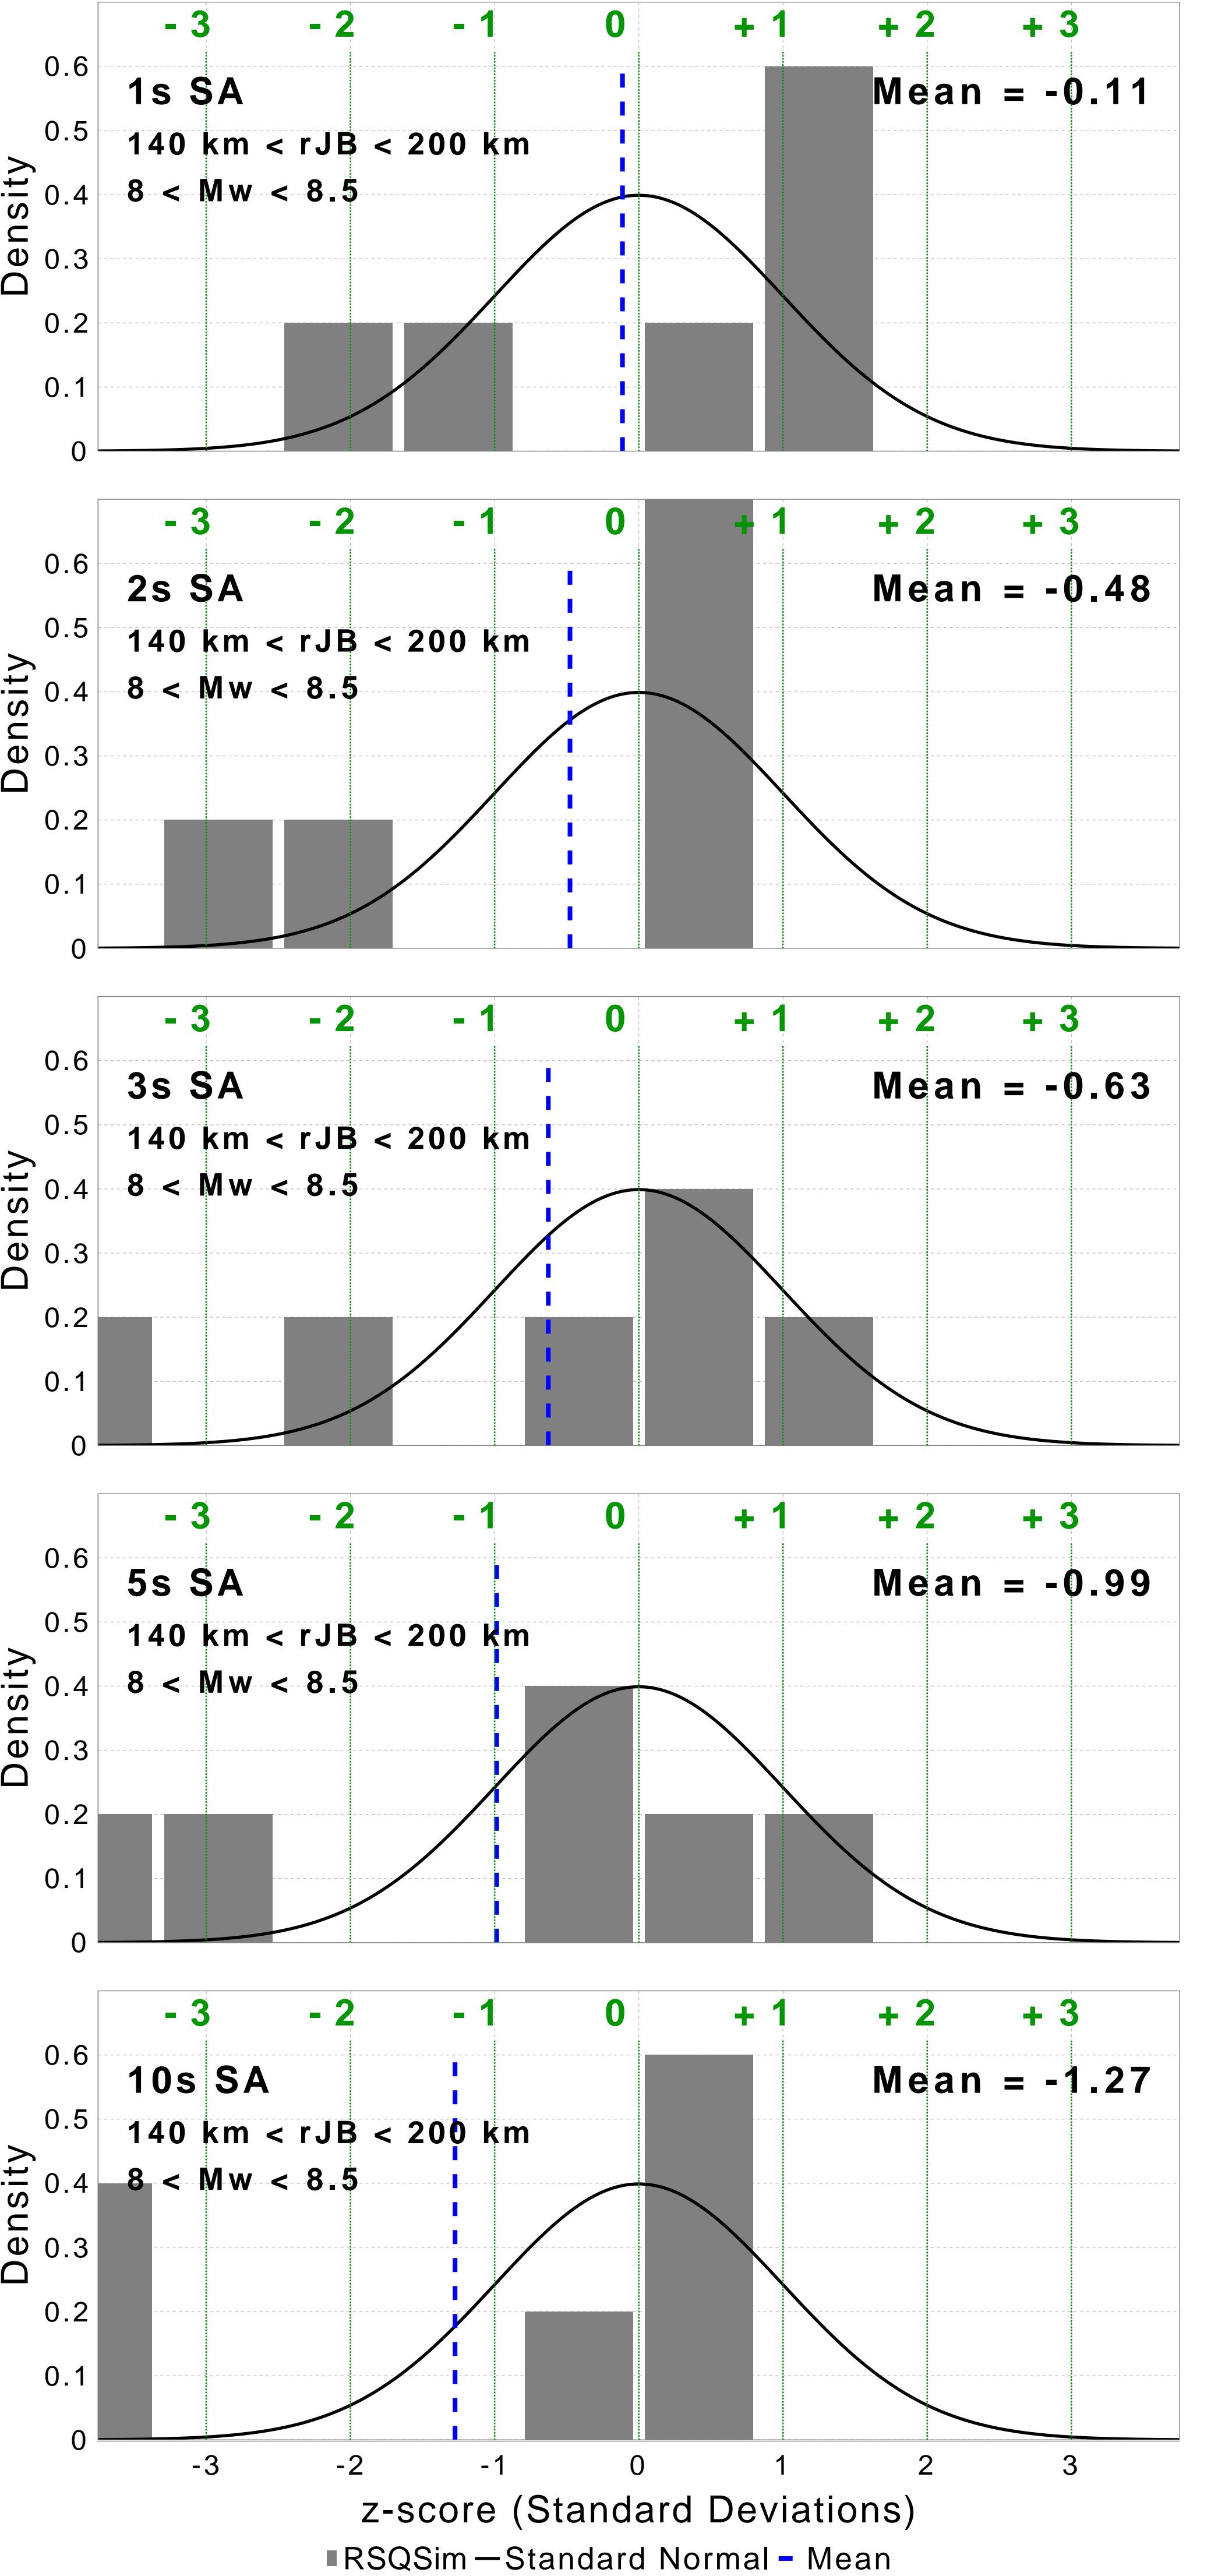 - 3 - 2 - 1 0 + 1 + 2 + 3
0.6
1s SA Mean = -0.11
0.5
140 km < rJB < 200 km
8 < Mw < 8.5
0.4
0.3
0.2
0.1
0
Density
- 3 - 2 - 1 0 + 1 + 2 + 3
0.6
2s SA Mean = -0.48
0.5
140 km < rJB < 200 km
8 < Mw < 8.5
0.4
0.3
0.2
0.1
0
Density
- 3 - 2 - 1 0 + 1 + 2 + 3
0.6
3s SA Mean = -0.63
0.5
140 km < rJB < 200 km
8 < Mw < 8.5
0.4
0.3
0.2
0.1
0
Density
- 3 - 2 - 1 0 + 1 + 2 + 3
0.6
5s SA Mean = -0.99
0.5
140 km < rJB < 200 km
8 < Mw < 8.5
0.4
0.3
0.2
0.1
0
Density
- 3 - 2 - 1 0 + 1 + 2 + 3
0.6
10s SA Mean = -1.27
0.5
140 km < rJB < 200 km
8 < Mw < 8.5
0.4
0.3
0.2
0.1
0
Density
-3 -2 -1 0 1 2 3
z-score (Standard Deviations)
RSQSim Standard Normal Mean